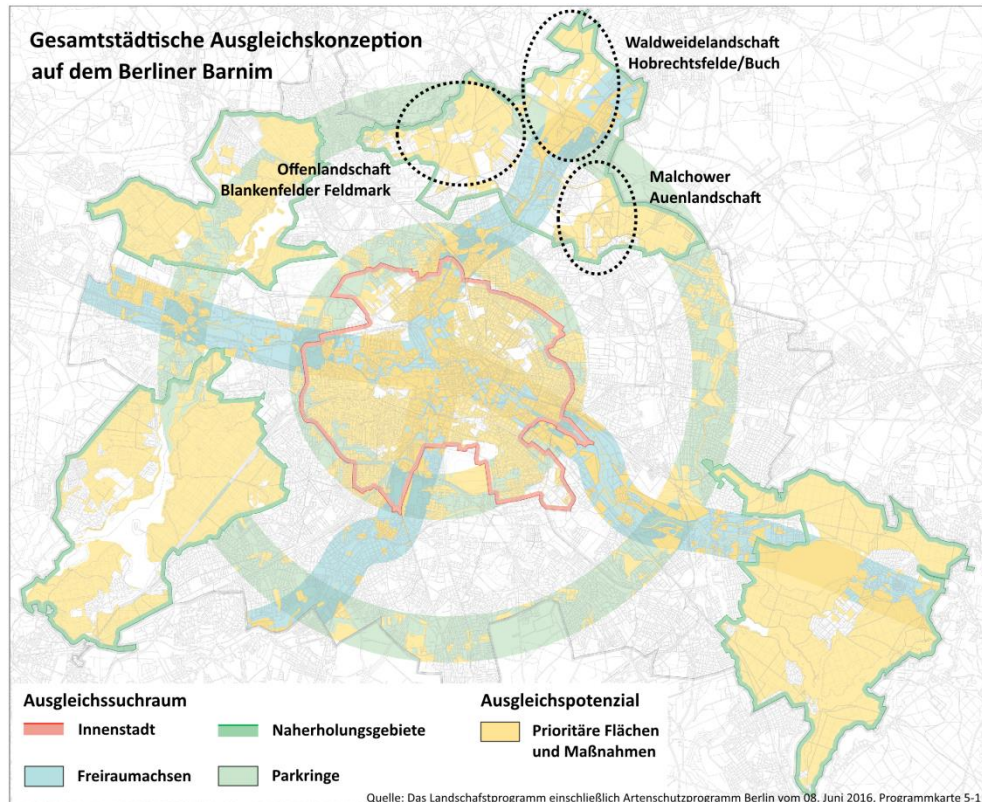 Gesamtstädtische Ausgleichskonzeption
auf dem Berliner Barnim
Waldweidelandschaft
Hobrechtsfelde/Buch
Offenlandschaft
Blankenfelder Feldmark
Malchower
Auenlandschaft
Ausgleichssuchraum
Innenstadt
Naherholungsgebiete
Freiraumachsen
Parkringe
Ausgleichspotenzial
Prioritäre Flächen
und Maßnahmen
Quelle: Das Landschaftsprogramm einschließlich Artenschutzprogramm Berlin vom 08. Juni 2016, Programmkarte 5-1